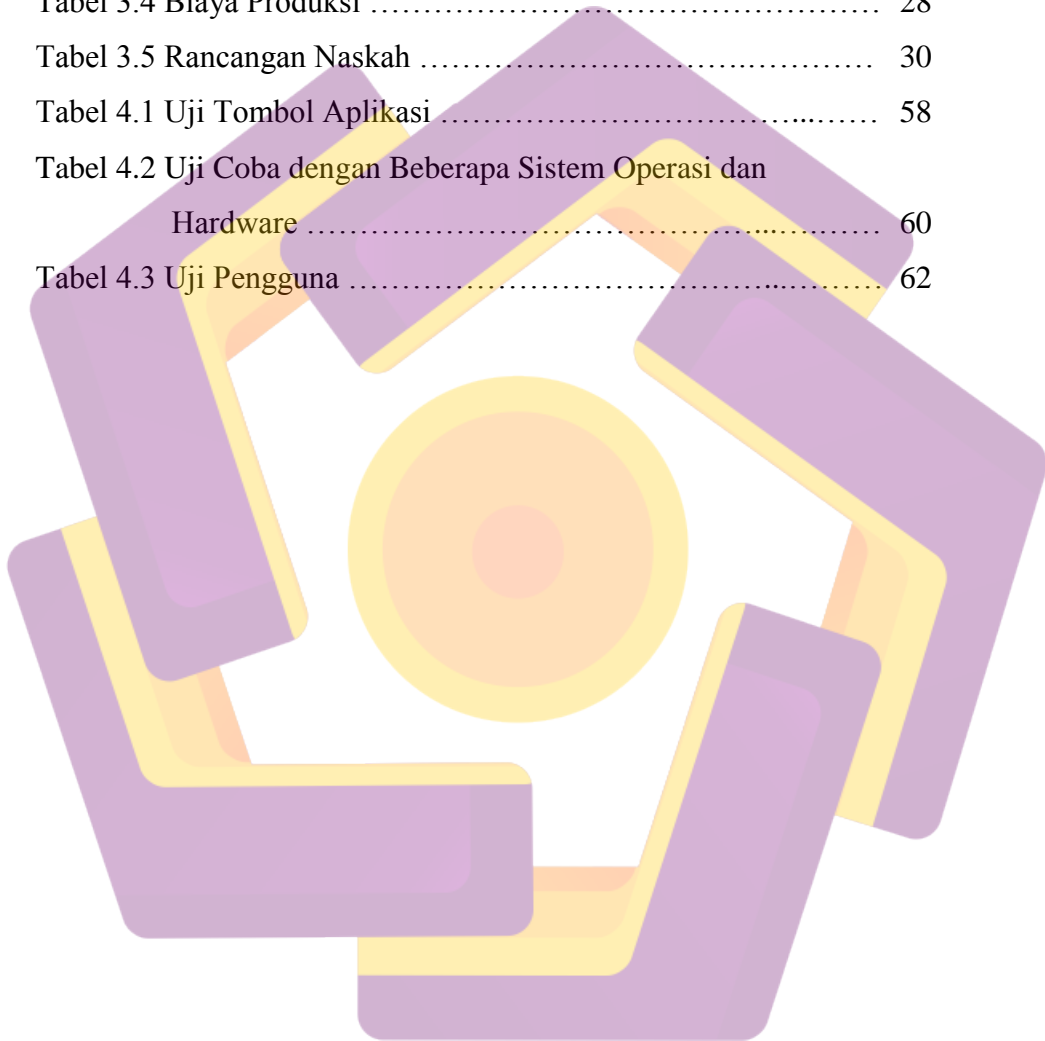 Tabel 3.4 Biaya Produksi ……………………………………………… 28
Tabel 3.5 Rancangan Naskah ……………………….………… 30
Tabel 4.1 Uji Tombol Aplikasi ……………………………...…… 58
Tabel 4.2 Uji Coba dengan Beberapa Sistem Operasi dan
Hardware …………………………………...………… 60
Tabel 4.3 Uji Pengguna …………………………………..………… 62